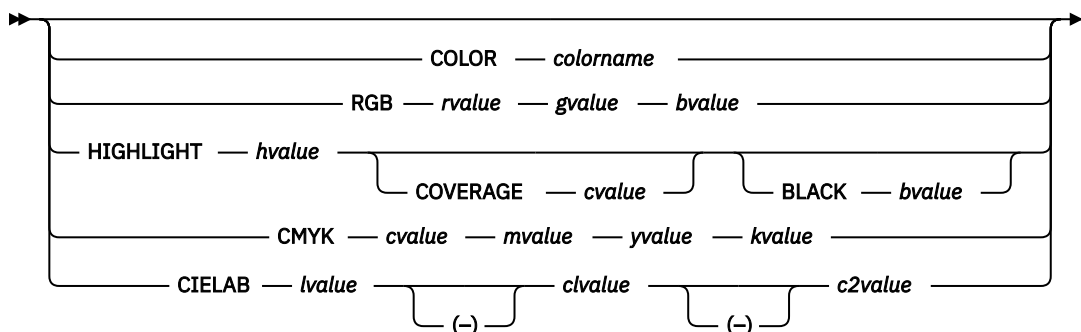 COLOR colorname
RGB rvalue gvalue bvalue
HIGHLIGHT hvalue
COVERAGE cvalue BLACK bvalue
CMYK cvalue mvalue yvalue kvalue
CIELAB lvalue clvalue c2value
(–) (–)